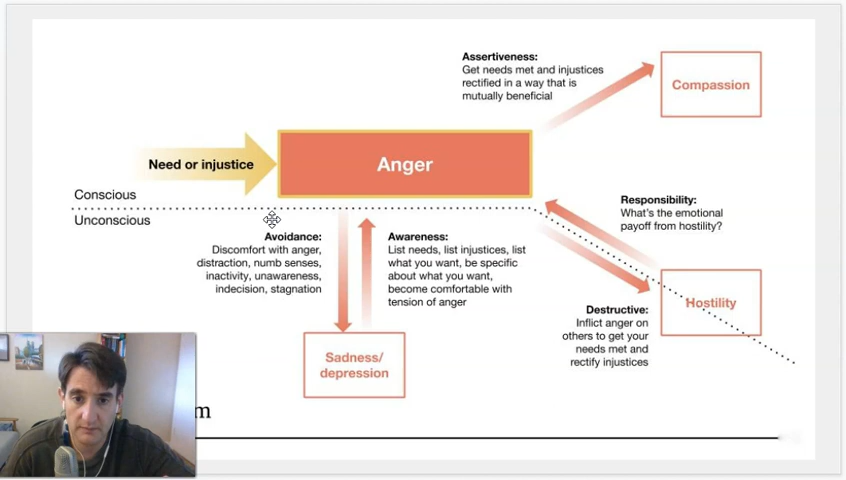 Assertiveness:
Get needs met and injustices
rectified in a way that is
mutually beneficial
Compassion
Need or injustice
Anger
Conscious
Unconscious
Responsibility:
What's the emotional
payoff from hostility?
Avoidance:
Discomfort with anger,
distraction, numb senses,
inactivity, unawareness,
indecision, stagnation
Awareness:
List needs, list injustices, list
what you want, be specific
about what you want,
become comfortable with
tension of anger
Hostility
Destructive:
Inflict anger on
others to get your
needs met and
rectify injustices
Sadness/
depression
m